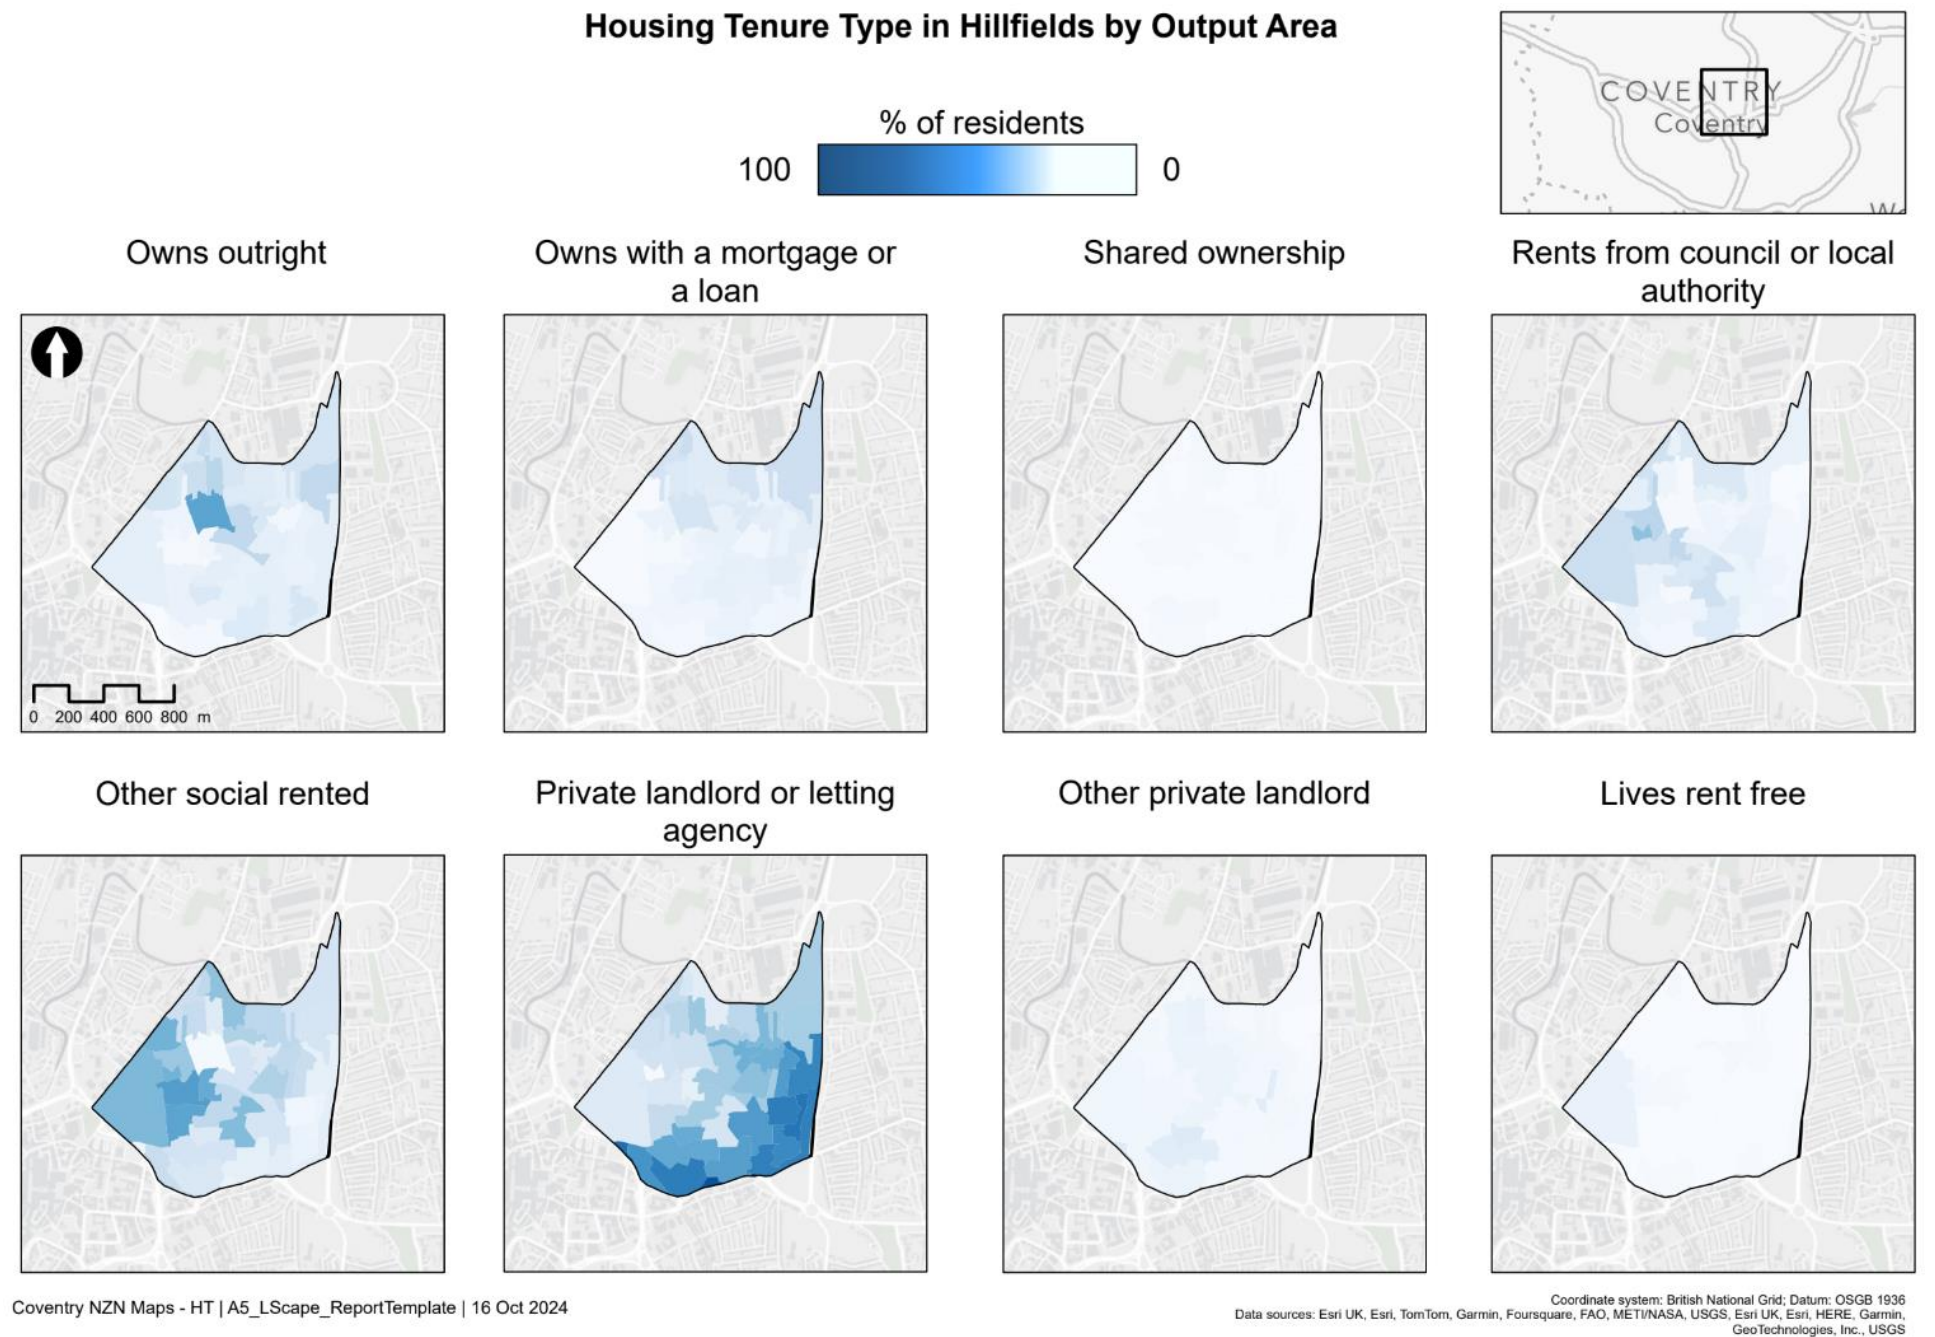 Housing Tenure Type in Hillfields by Output Area
% of residents
100
0
COVENTRY
Coventry
Owns outright
Owns with a mortgage or
a loan
Shared ownership
Rents from council or local
authority
0 200 400 600 800 m
Other social rented
Private landlord or letting
agency
Other private landlord
Lives rent free
Coventry NZN Maps - HT | A5_LScape_ReportTemplate | 16 Oct 2024
Coordinate system: British National Grid; Datum: OSGB 1936
Data sources: Esri UK, Esri, TomTom, Garmin, Foursquare, FAO, METI/NASA, USGS, Esri UK, Esri, HERE, Garmin,
GeoTechnologies, Inc., USGS